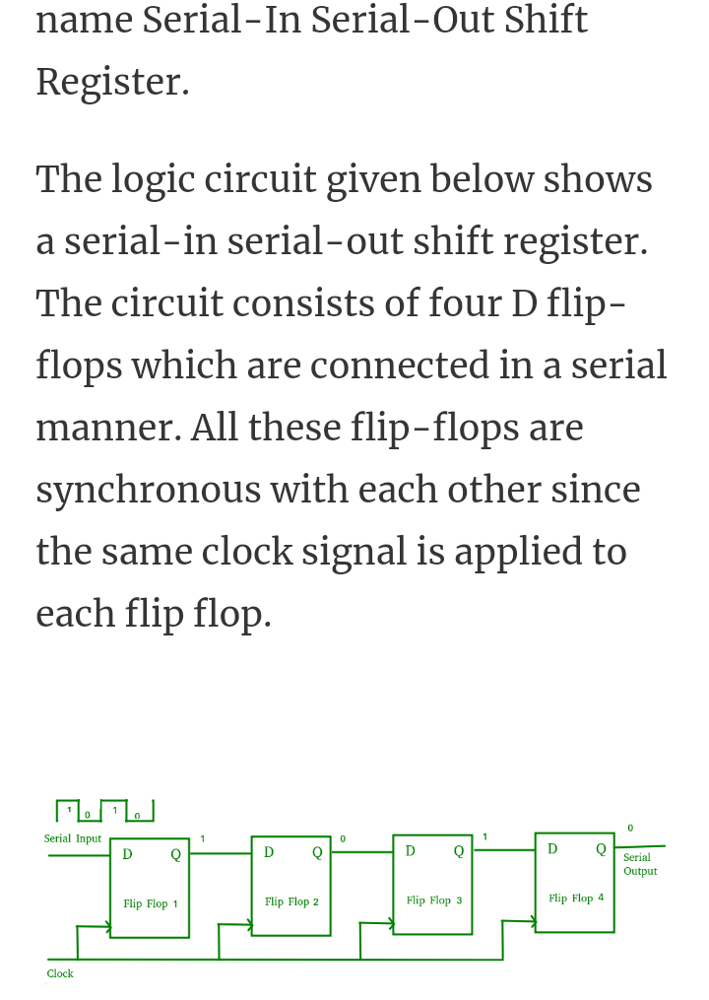 name Serial-In Serial-Out Shift
Register.
The logic circuit given below shows
a serial-in serial-out shift register.
The circuit consists of four D flip-
flops which are connected in a serial
manner. All these flip-flops are
synchronous with each other since
the same clock signal is applied to
each flip flop.
1 0 1 0
Serial Input
1 0 1 0
D Q D Q D Q D Q
Serial
Output
Flip Flop 1 Flip Flop 2 Flip Flop 3 Flip Flop 4
Clock